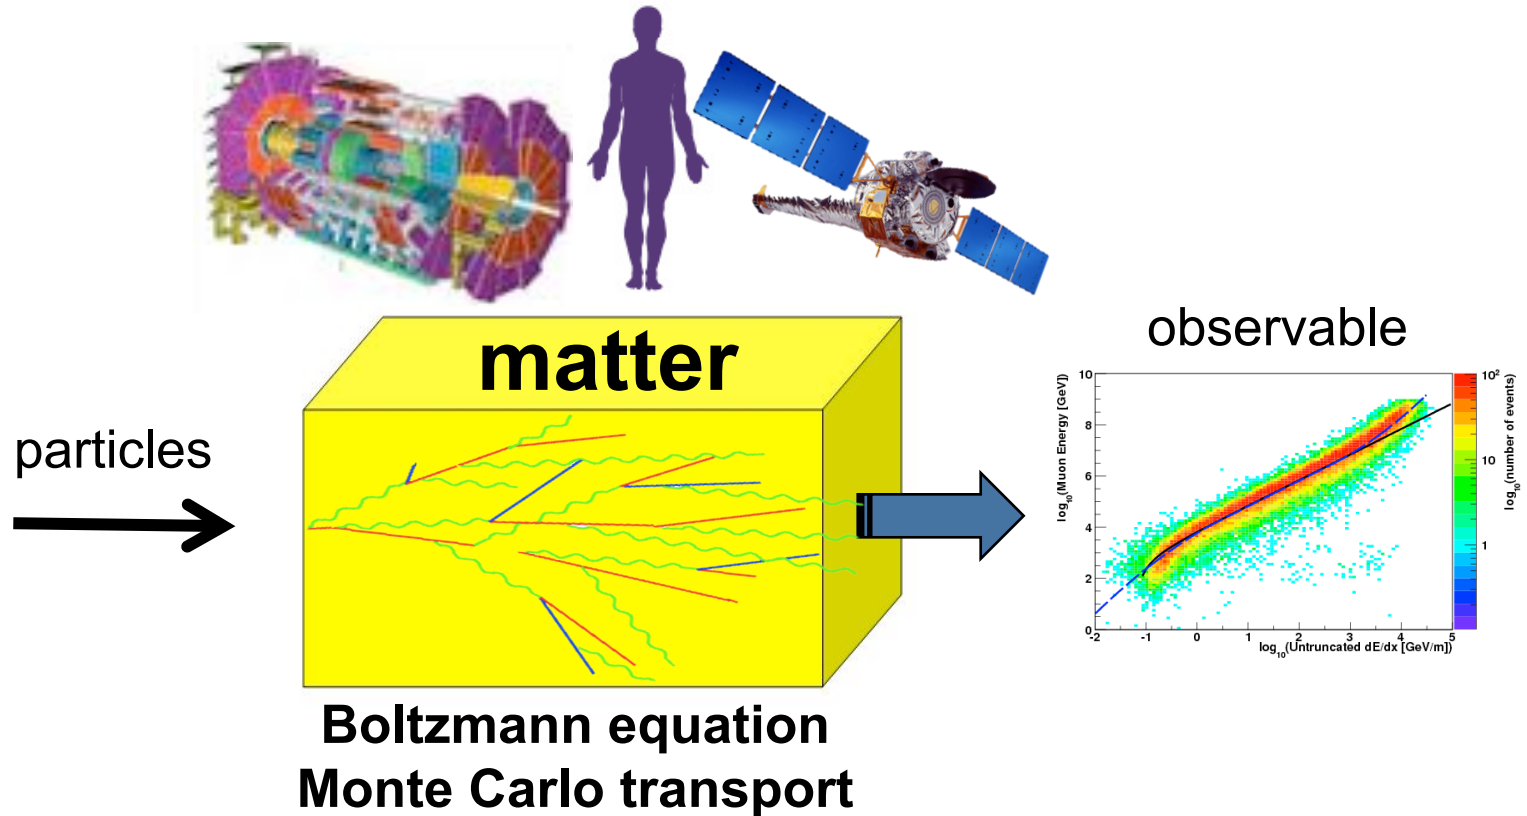 matter
observable
particles
Boltzmann equation
Monte Carlo transport
log10(Muon Energy [GeV])
10
8
6
4
2
0
-2
-1
0
1
2
3
4
5
log10(Untruncated dE/dx [GeV/m])
10²
10
1
log10(number of events)